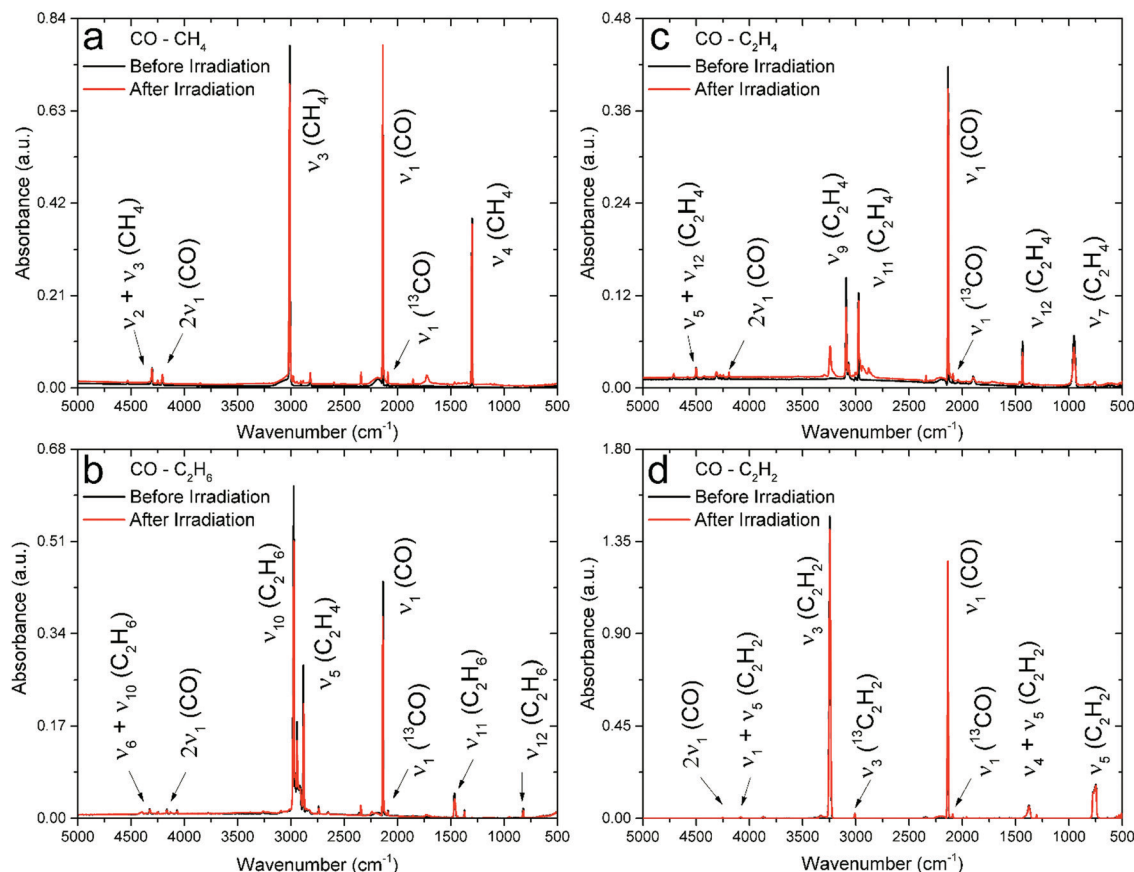 a
CO - CH₄
Before Irradiation
After Irradiation
ν₃ (CH₄)
ν₁ (CO)
ν₄ (CH₄)
ν₂ + ν₃ (CH₄)
2ν₁ (CO)
ν₁ (¹³CO)
Absorbance (a.u.)
0.84
0.63
0.42
0.21
0.00
5000 4500 4000 3500 3000 2500 2000 1500 1000 500
Wavenumber (cm⁻¹)
c
CO - C₂H₄
Before Irradiation
After Irradiation
ν₁ (CO)
ν₅ + ν₁₂ (C₂H₄)
2ν₁ (CO)
ν₉ (C₂H₄)
ν₁₁ (C₂H₄)
ν₁ (¹³CO)
ν₁₂ (C₂H₄)
ν₇ (C₂H₄)
Absorbance (a.u.)
0.48
0.36
0.24
0.12
0.00
5000 4500 4000 3500 3000 2500 2000 1500 1000 500
Wavenumber (cm⁻¹)
b
CO - C₂H₆
Before Irradiation
After Irradiation
ν₆ + ν₁₀ (C₂H₆)
2ν₁ (CO)
ν₁₀ (C₂H₆)
ν₅ (C₂H₄)
ν₁ (CO)
ν₁ (¹³CO)
ν₁₁ (C₂H₆)
ν₁₂ (C₂H₆)
Absorbance (a.u.)
0.68
0.51
0.34
0.17
0.00
5000 4500 4000 3500 3000 2500 2000 1500 1000 500
Wavenumber (cm⁻¹)
d
CO - C₂H₂
Before Irradiation
After Irradiation
2ν₁ (CO)
ν₁ + ν₅ (C₂H₂)
ν₃ (C₂H₂)
ν₃ (¹³C₂H₂)
ν₁ (CO)
ν₁ (¹³CO)
ν₄ + ν₅ (C₂H₂)
ν₅ (C₂H₂)
Absorbance (a.u.)
1.80
1.35
0.90
0.45
0.00
5000 4500 4000 3500 3000 2500 2000 1500 1000 500
Wavenumber (cm⁻¹)